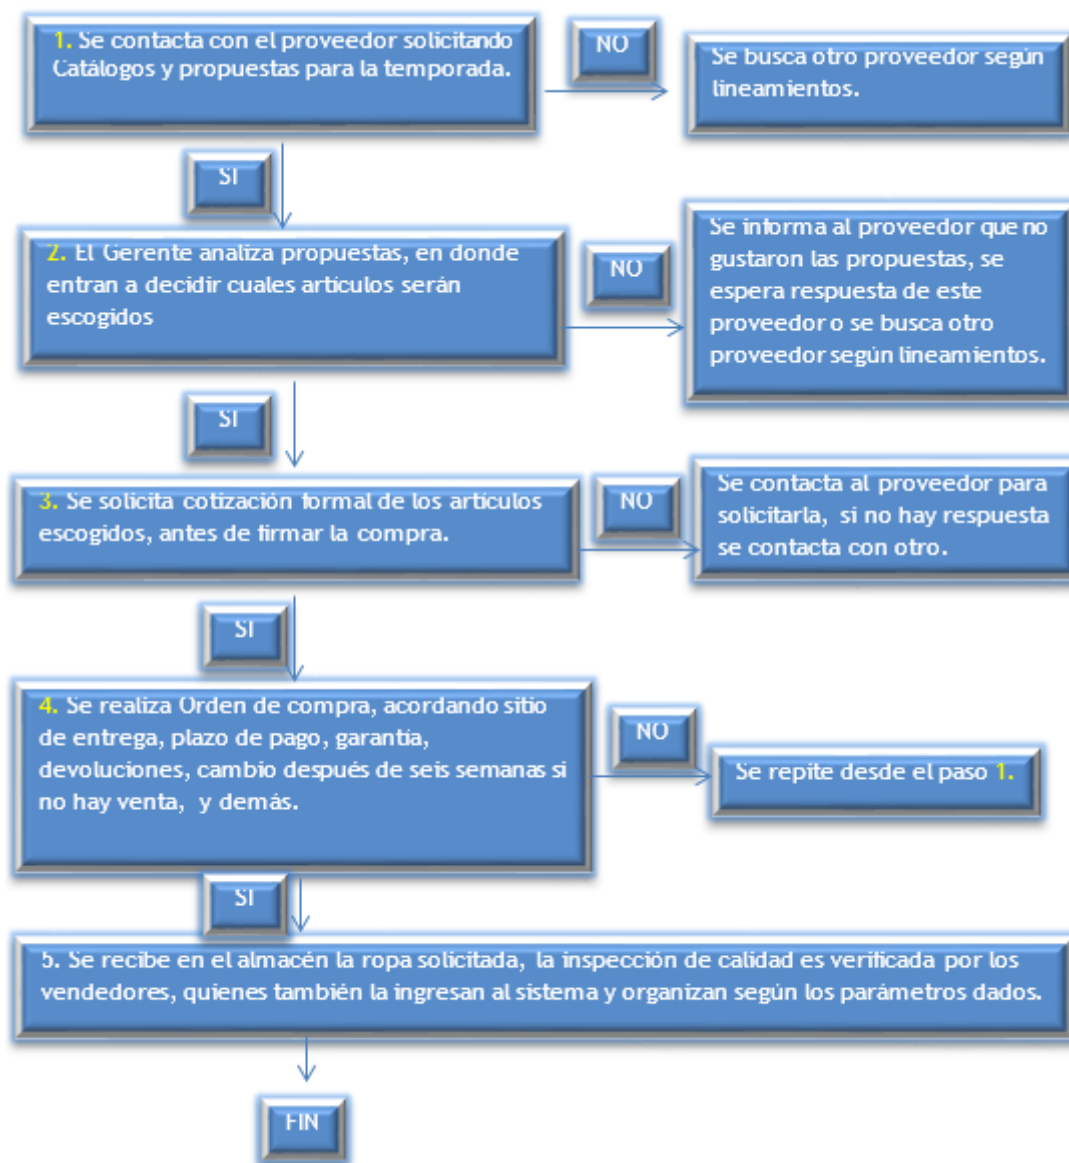 1. Se contacta con el proveedor solicitando
Catálogos y propuestas para la temporada.
NO
Se busca otro proveedor según
lineamientos.
SI
2. El Gerente analiza propuestas, en donde
entran a decidir cuales artículos serán
escogidos
NO
Se informa al proveedor que no
gustaron las propuestas, se
espera respuesta de este
proveedor o se busca otro
proveedor según lineamientos.
SI
3. Se solicita cotización formal de los artículos
escogidos, antes de firmar la compra.
NO
Se contacta al proveedor para
solicitarla, si no hay respuesta
se contacta con otro.
SI
4. Se realiza Orden de compra, acordando sitio
de entrega, plazo de pago, garantía,
devoluciones, cambio después de seis semanas si
no hay venta, y demás.
NO
Se repite desde el paso 1.
SI
5. Se recibe en el almacén la ropa solicitada, la inspección de calidad es verificada por los
vendedores, quienes también la ingresan al sistema y organizan según los parámetros dados.
FIN